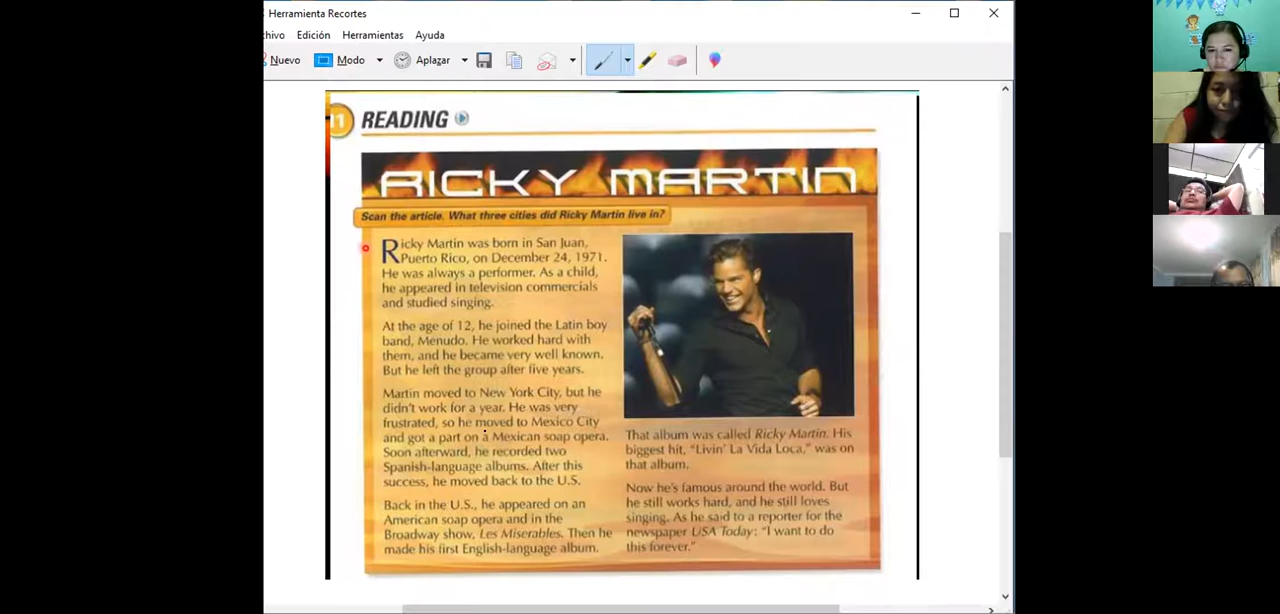 Herramienta Recortes
chivo Edición Herramientas Ayuda
Nuevo Modo Aplazar
11 READING
RICKY MARTIN
Scan the article. What three cities did Ricky Martin live in?
Ricky Martin was born in San Juan,
Puerto Rico, on December 24, 1971.
He was always a performer. As a child,
he appeared in television commercials
and studied singing.
At the age of 12, he joined the Latin boy
band, Menudo. He worked hard with
them, and he became very well known.
But he left the group after five years.
Martin moved to New York City, but he
didn't work for a year. He was very
frustrated, so he moved to Mexico City
and got a part on a Mexican soap opera.
Soon afterward, he recorded two
Spanish-language albums. After this
success, he moved back to the U.S.
Back in the U.S., he appeared on an
American soap opera and in the
Broadway show, Les Miserables. Then he
made his first English-language album.
That album was called Ricky Martin. His
biggest hit, "Livin' La Vida Loca," was on
that album.
Now he's famous around the world. But
he still works hard, and he still loves
singing. As he said to a reporter for the
newspaper USA Today: "I want to do
this forever."